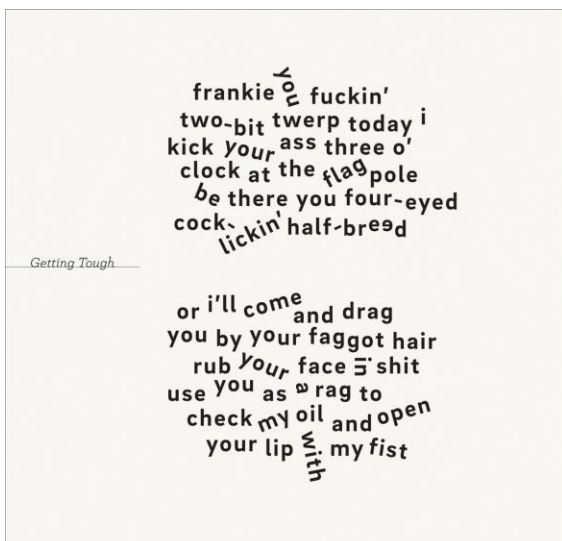 frankie you fuckin'
two-bit twerp today i
kick your ass three o'
clock at the flag pole
be there you four-eyed
cock-lickin' half-breed
Getting Tough
or i'll come and drag
you by your faggot hair
rub your face in shit
use you as a rag to
check my oil and open
your lip with my fist